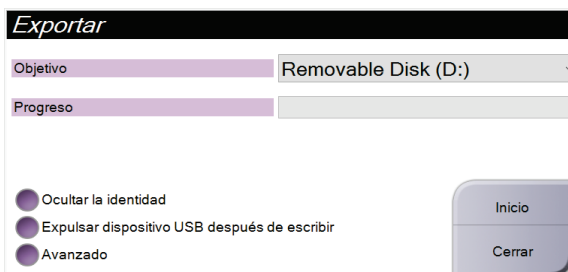 Exportar
Objetivo
Removable Disk (D:)
Progreso
Ocultar la identidad
Expulsar dispositivo USB después de escribir
Avanzado
Inicio
Cerrar